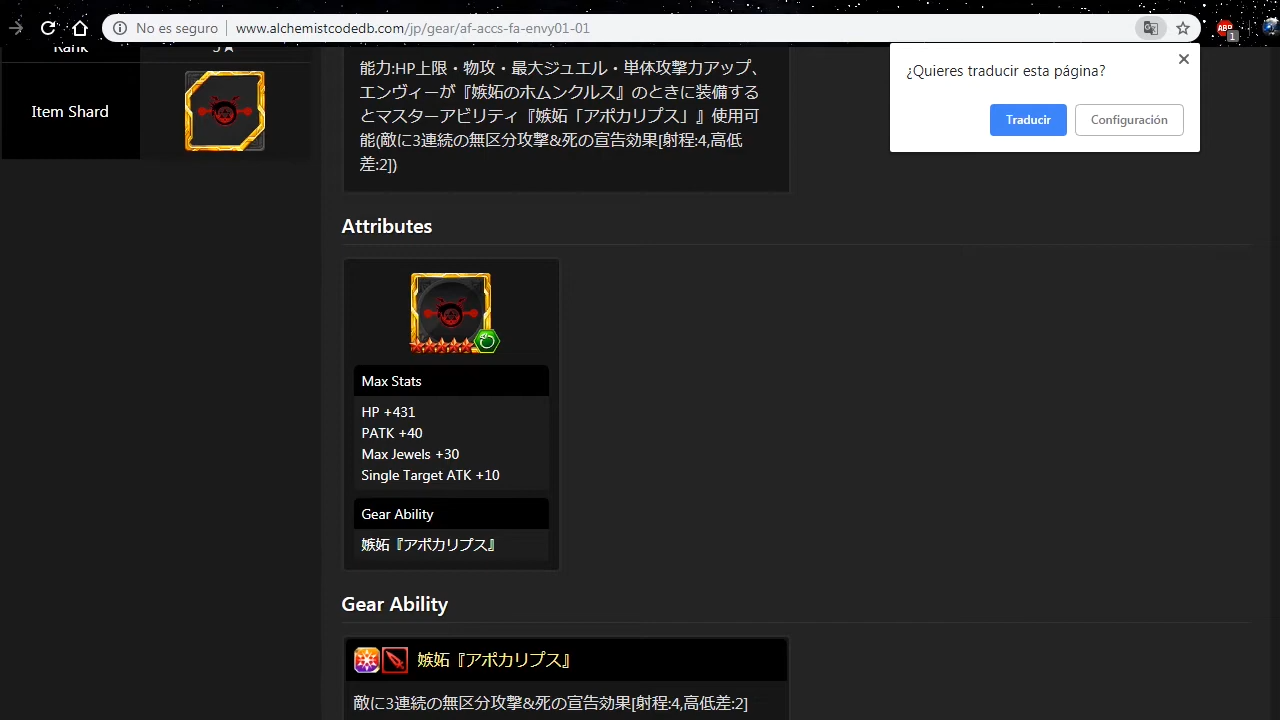 No es seguro www.alchemistcodedb.com/jp/gear/af-accs-fa-envy01-01
ABP
1
¿Quieres traducir esta página?
Traducir
Configuración
Rank
5★
Item Shard
能力:HP上限・物攻・最大ジュエル・単体攻撃力アップ、
エンヴィーが『嫉妬のホムンクルス』のときに装備する
とマスターアビリティ『嫉妬「アポカリプス」』使用可
能(敵に3連続の無区分攻撃&死の宣告効果[射程:4,高低
差:2])
Attributes
Max Stats
HP +431
PATK +40
Max Jewels +30
Single Target ATK +10
Gear Ability
嫉妬『アポカリプス』
Gear Ability
嫉妬『アポカリプス』
敵に3連続の無区分攻撃&死の宣告効果[射程:4,高低差:2]